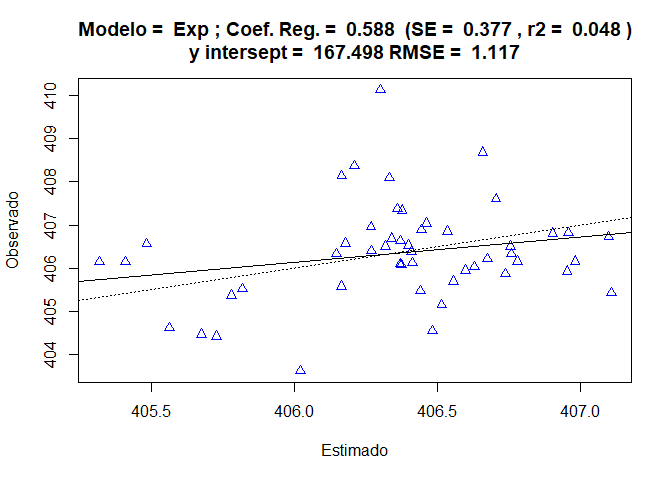 Modelo = Exp ; Coef. Reg. = 0.588 (SE = 0.377 , r2 = 0.048 )
y intersept = 167.498 RMSE = 1.117
Observado
410
409
408
407
406
405
404
405.5 406.0 406.5 407.0
Estimado